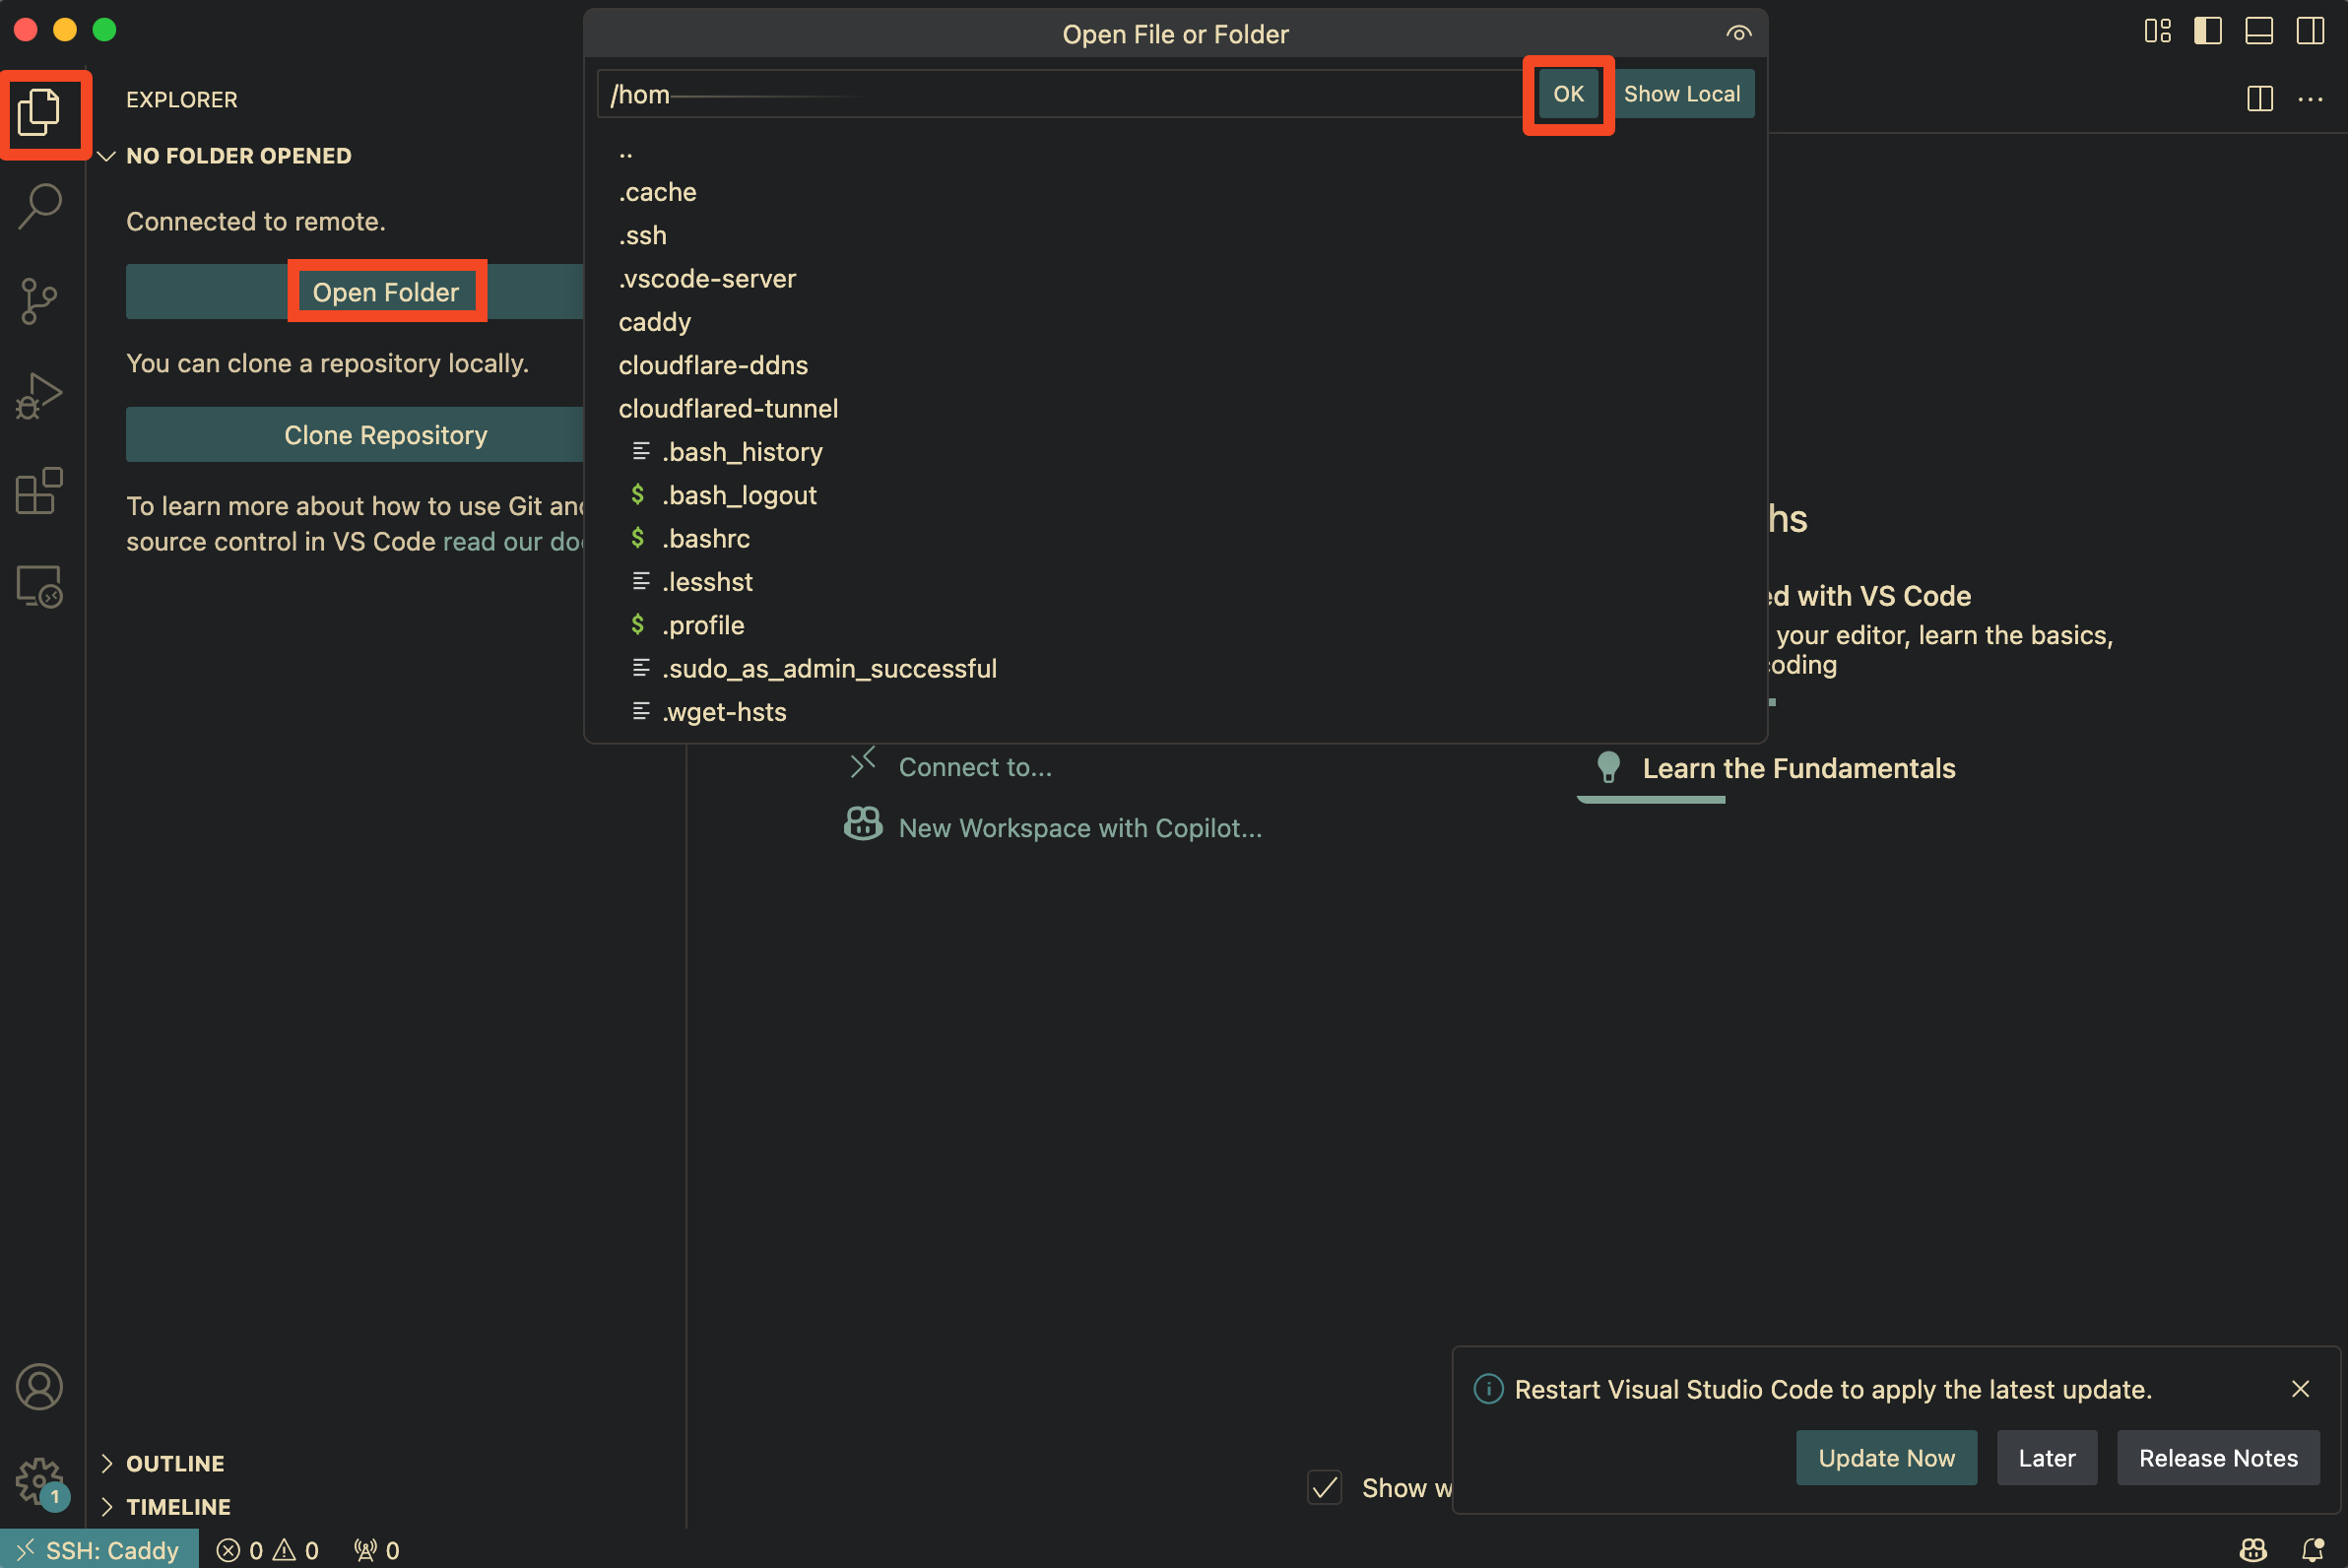 Open File or Folder
EXPLORER
/hom
OK
Show Local
NO FOLDER OPENED
Connected to remote.
Open Folder
You can clone a repository locally.
Clone Repository
To learn more about how to use Git and
source control in VS Code read our
..
.cache
.ssh
.vscode-server
caddy
cloudflare-ddns
cloudflared-tunnel
.bash_history
$ .bash_logout
$ .bashrc
.lesshst
$ .profile
.sudo_as_admin_successful
.wget-hsts
Connect to...
New Workspace with Copilot...
hs
with VS Code
your editor, learn the basics,
Learn the Fundamentals
OUTLINE
TIMELINE
1
Show
Restart Visual Studio Code to apply the latest update.
Update Now
Later
Release Notes
SSH: Caddy
0
0
0